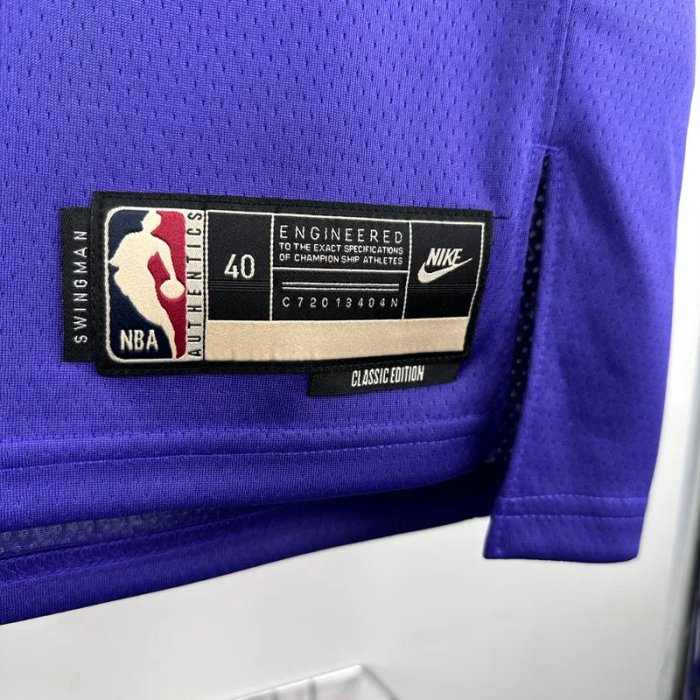 SWINGMAN
NBA
AUTHENTICS
40
ENGINEERED
TO THE EXACT SPECIFICATIONS
OF CHAMPIONSHIP ATHLETES
C72013404N
NIKE
CLASSIC EDITION